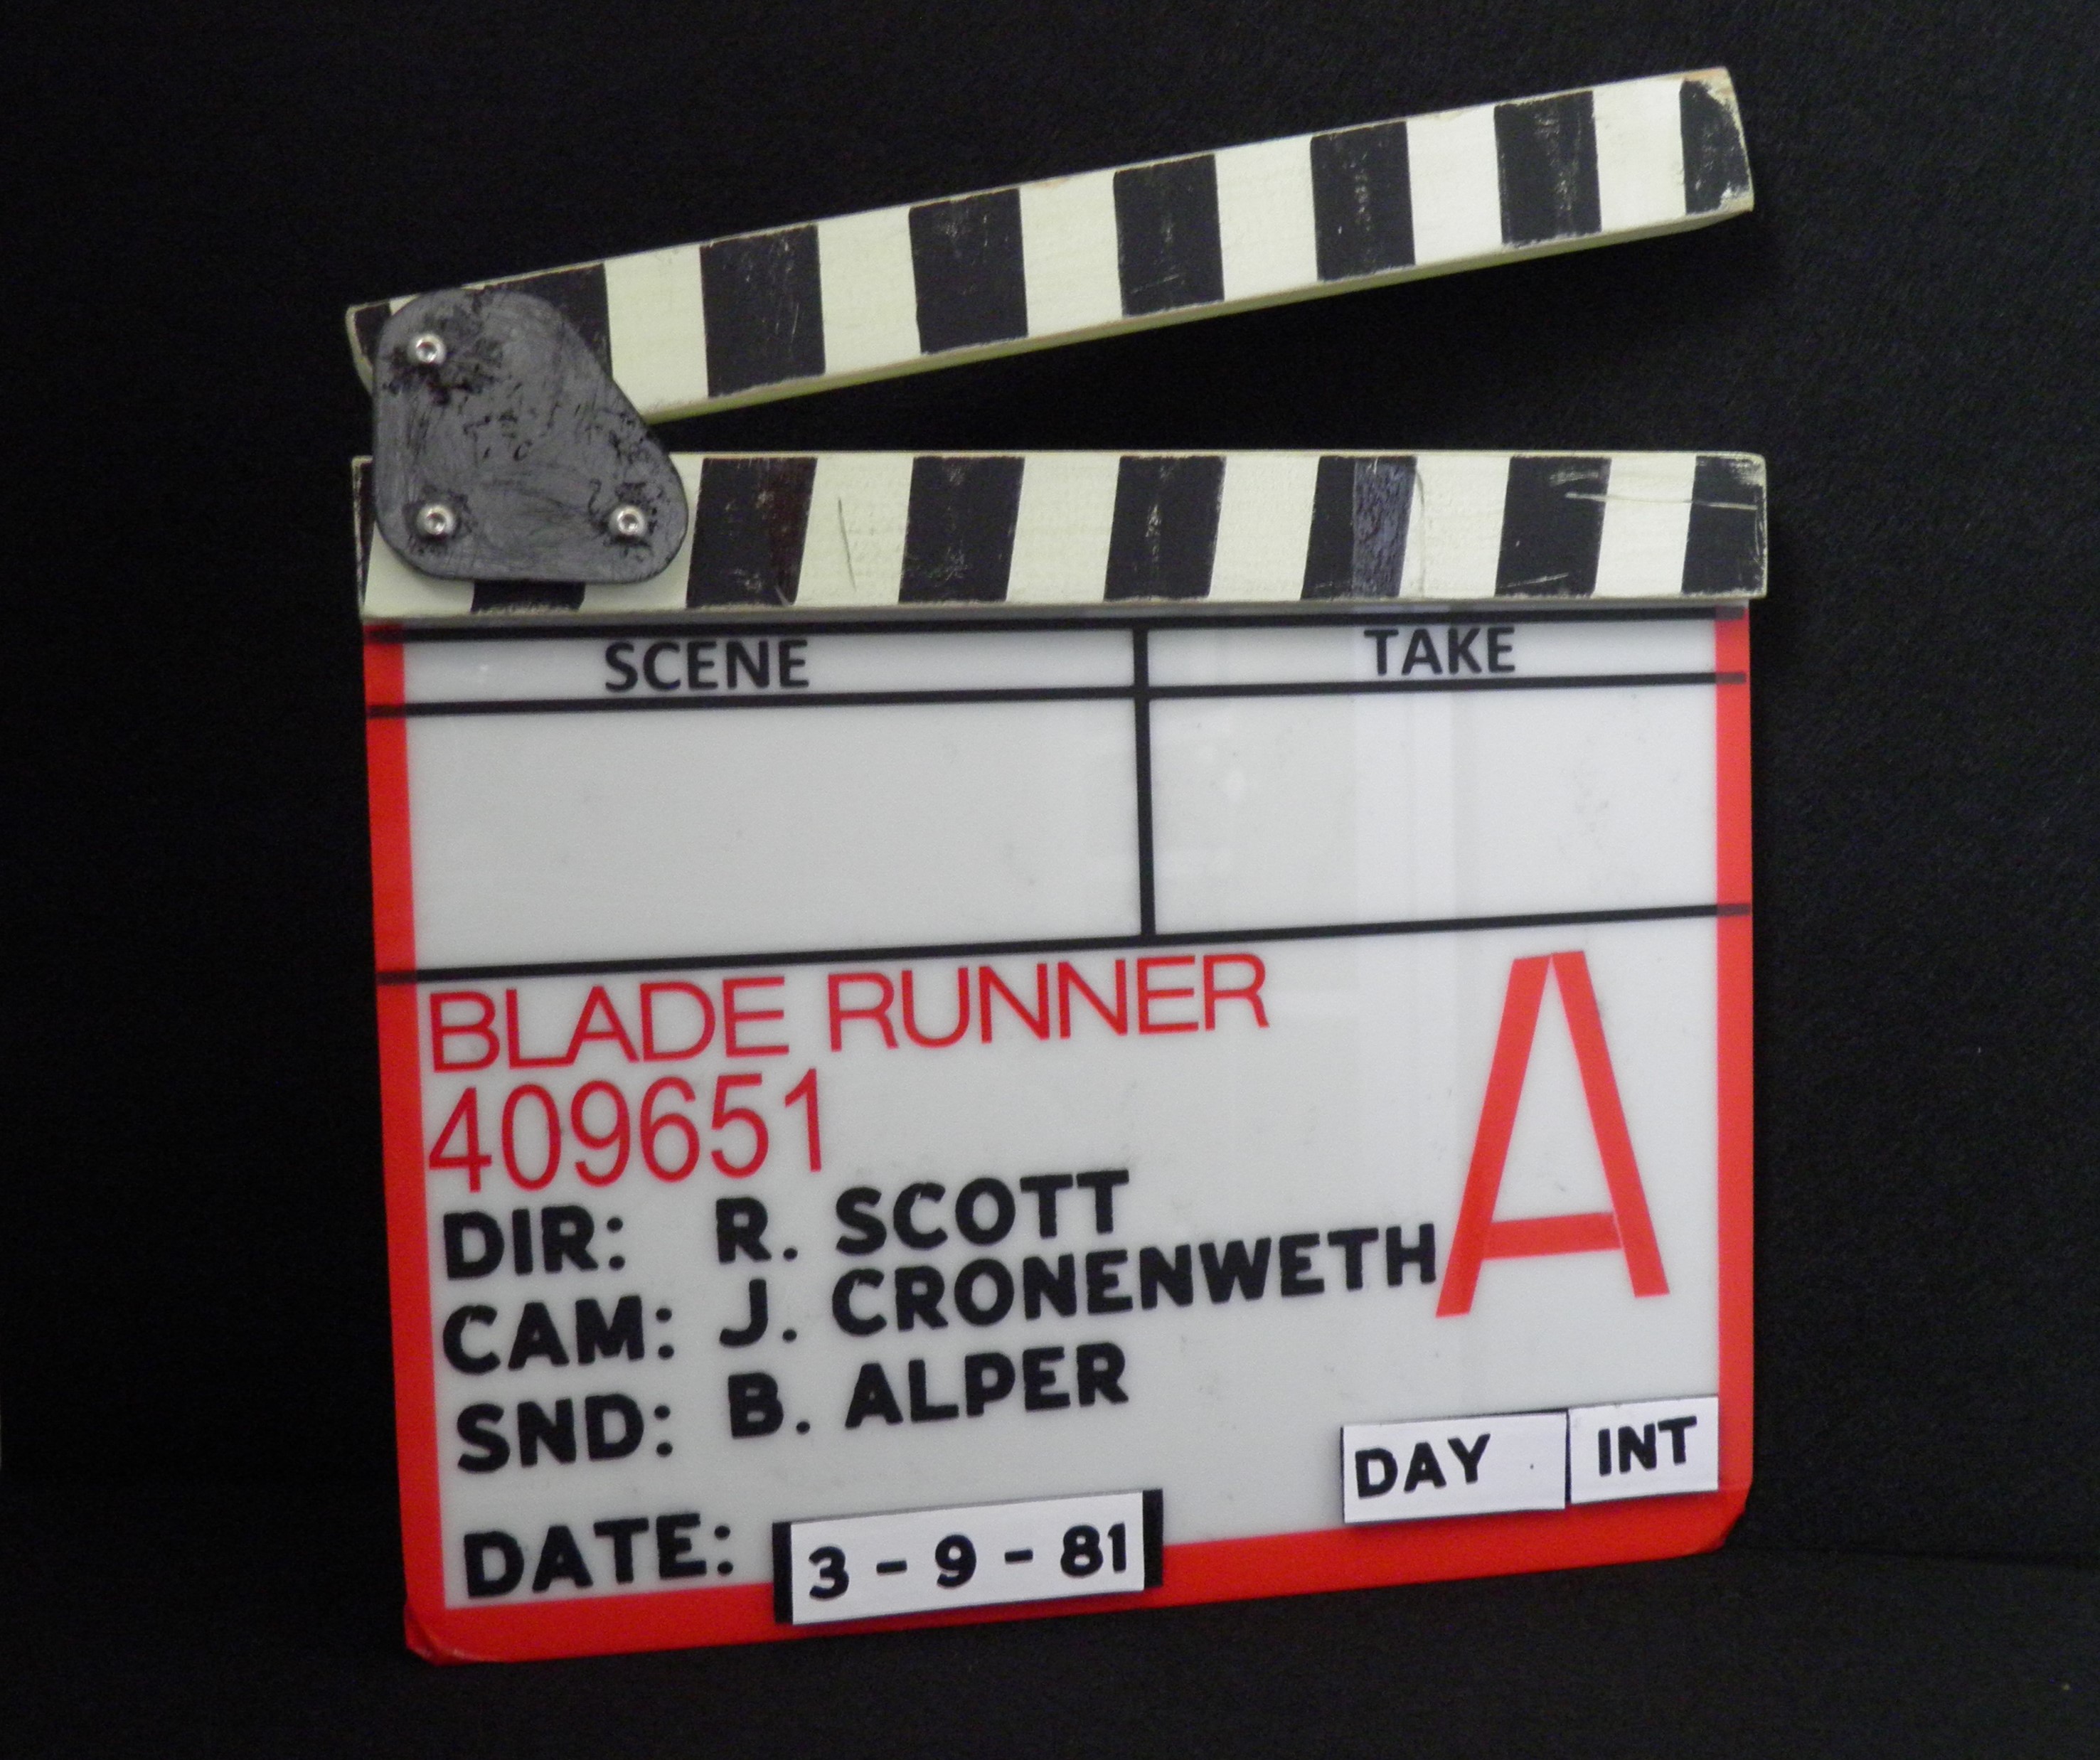 SCENE TAKE
BLADE RUNNER
409651
A
DIR: R. SCOTT
CAM: J. CRONENWETH
SND: B. ALPER
DAY INT
DATE: 3 - 9 - 81